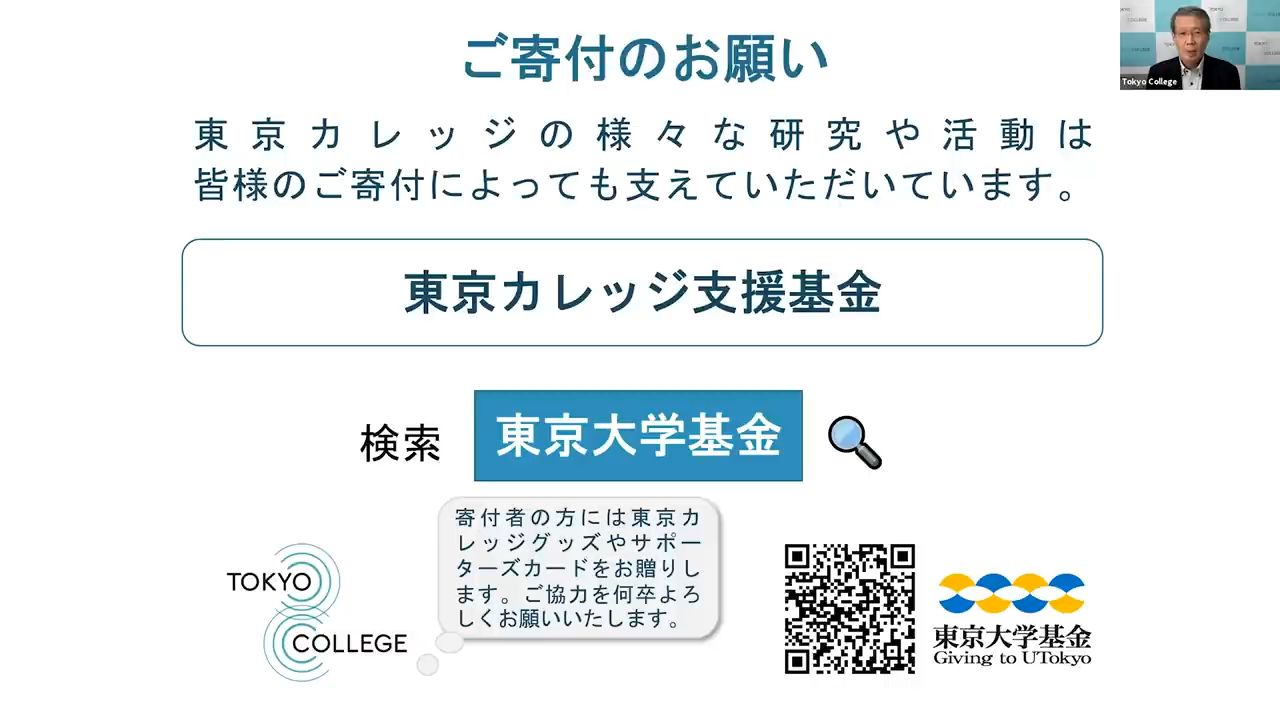 ご寄付のお願い
東京カレッジの様々な研究や活動は
皆様のご寄付によっても支えていただいています。
東京カレッジ支援基金
検索
東京大学基金
寄付者の方には東京カ
レッジグッズやサポー
ターズカードをお贈りし
ます。ご協力を何卒よろ
しくお願いいたします。
TOKYO
COLLEGE
東京大学基金
Giving to UTokyo
Tokyo College